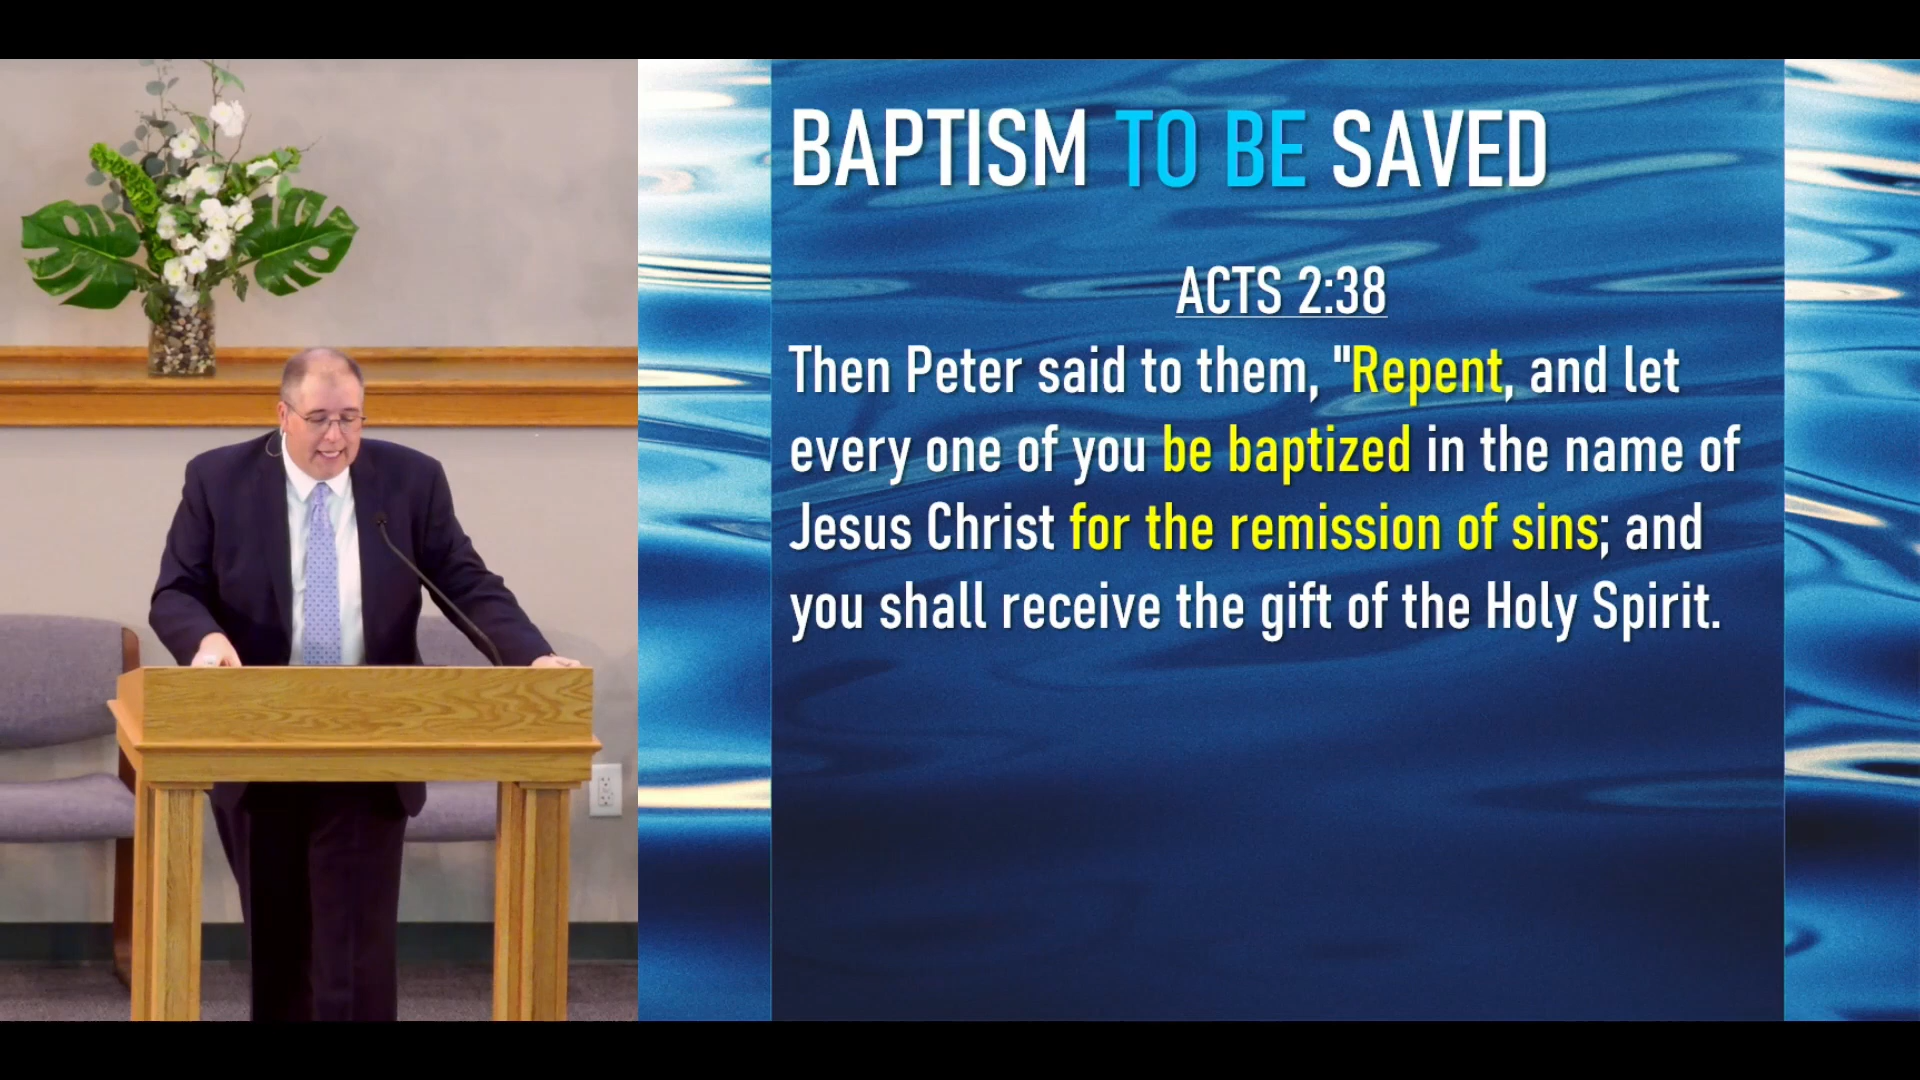 BAPTISM TO BE SAVED
ACTS 2:38
Then Peter said to them, "Repent, and let
every one of you be baptized in the name of
Jesus Christ for the remission of sins; and
you shall receive the gift of the Holy Spirit.